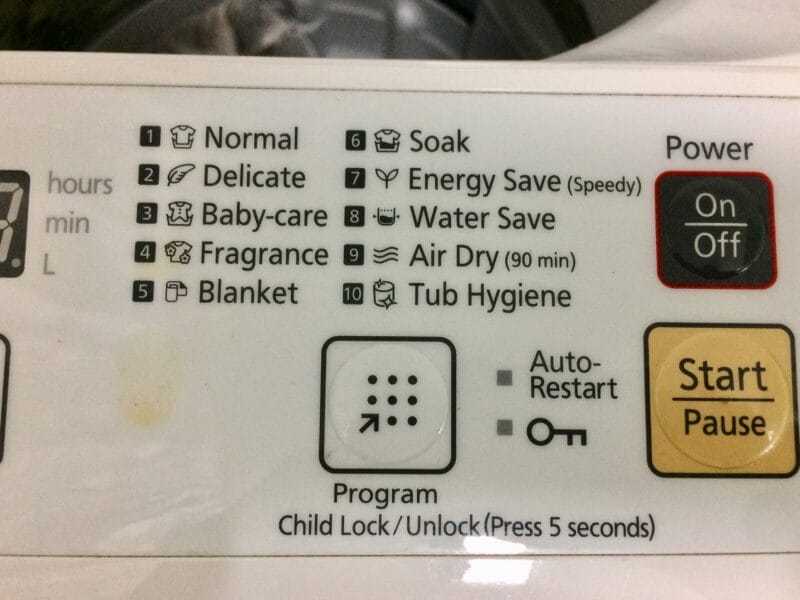 hours
min
L
1 Normal
2 Delicate
3 Baby-care
4 Fragrance
5 Blanket
6 Soak
7 Energy Save (Speedy)
8 Water Save
9 Air Dry (90 min)
10 Tub Hygiene
Power
On
Off
Auto-
Restart
Start
Pause
Program
Child Lock/Unlock(Press 5 seconds)